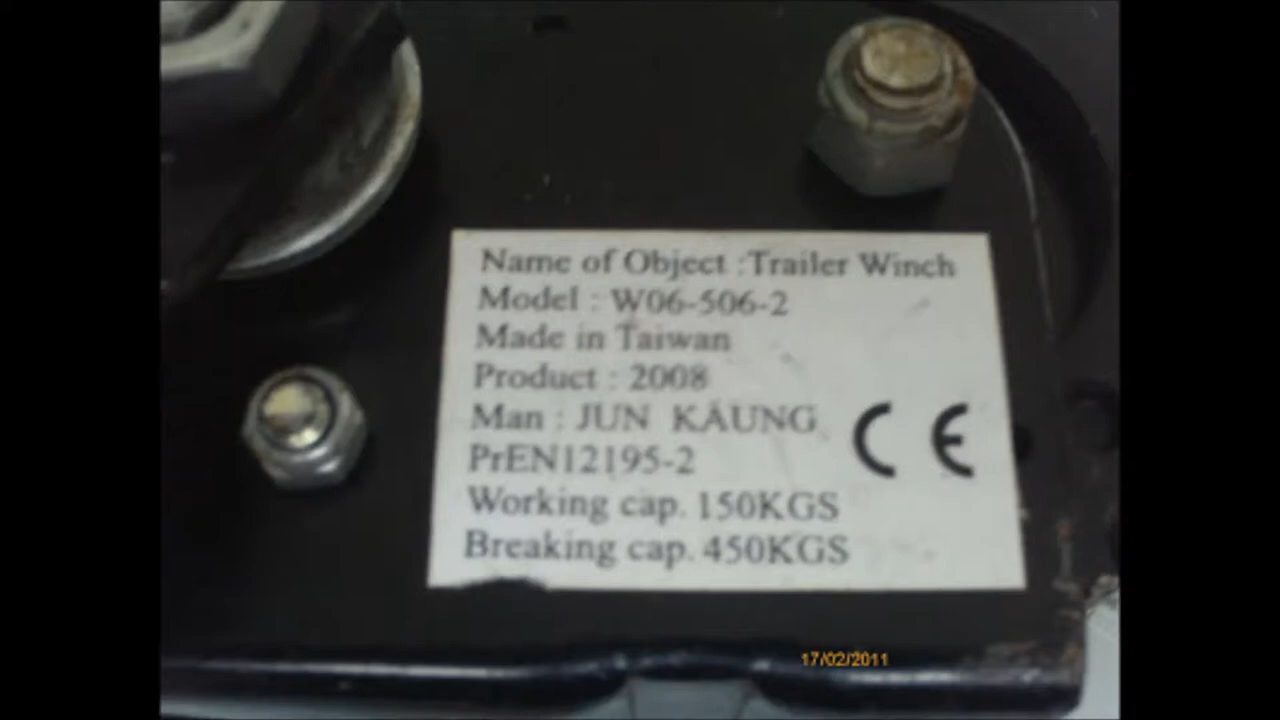 Name of Object :Trailer Winch
Model : W06-506-2
Made in Taiwan
Product : 2008
Man : JUN KAUNG
PrEN12195-2
CE
Working cap. 150KGS
Breaking cap. 450KGS
17/02/2011